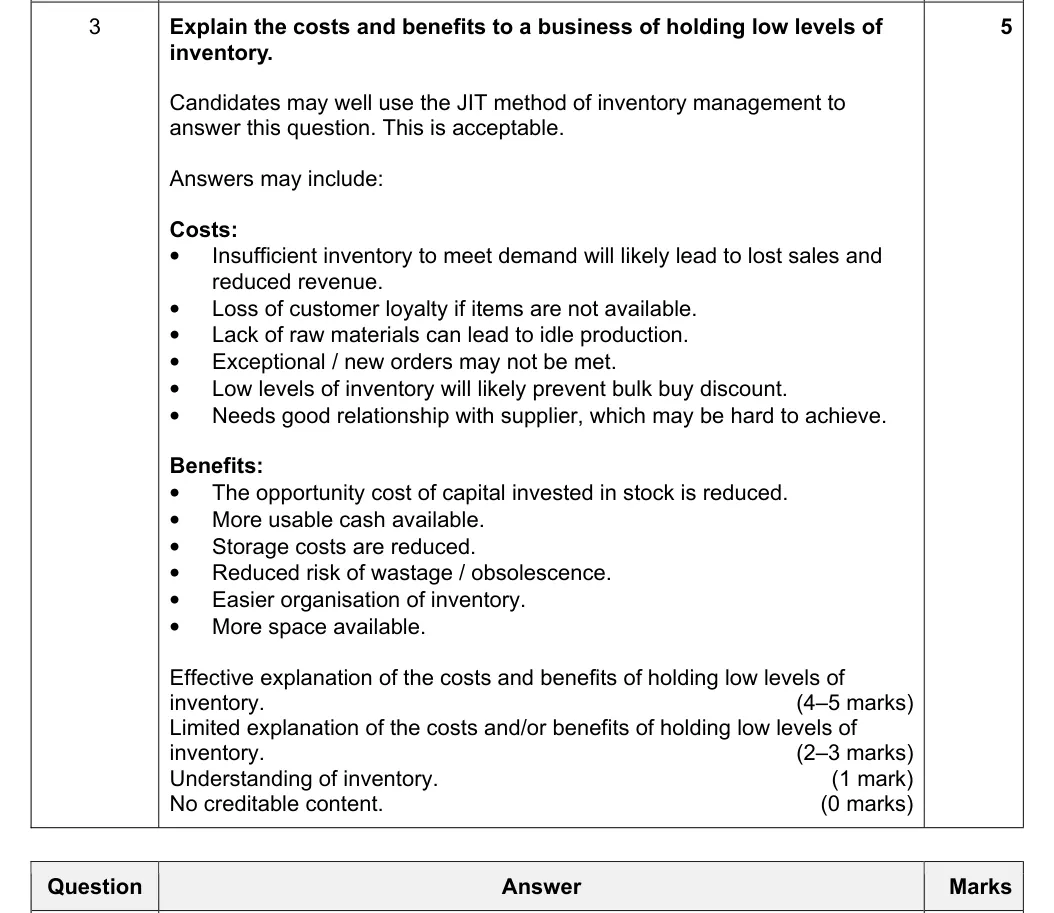 3 Explain the costs and benefits to a business of holding low levels of 5
inventory.
Candidates may well use the JIT method of inventory management to
answer this question. This is acceptable.
Answers may include:
Costs:
• Insufficient inventory to meet demand will likely lead to lost sales and
reduced revenue.
• Loss of customer loyalty if items are not available.
• Lack of raw materials can lead to idle production.
• Exceptional / new orders may not be met.
• Low levels of inventory will likely prevent bulk buy discount.
• Needs good relationship with supplier, which may be hard to achieve.
Benefits:
• The opportunity cost of capital invested in stock is reduced.
• More usable cash available.
• Storage costs are reduced.
• Reduced risk of wastage / obsolescence.
• Easier organisation of inventory.
• More space available.
Effective explanation of the costs and benefits of holding low levels of
inventory. (4–5 marks)
Limited explanation of the costs and/or benefits of holding low levels of
inventory. (2–3 marks)
Understanding of inventory. (1 mark)
No creditable content. (0 marks)
Question Answer Marks